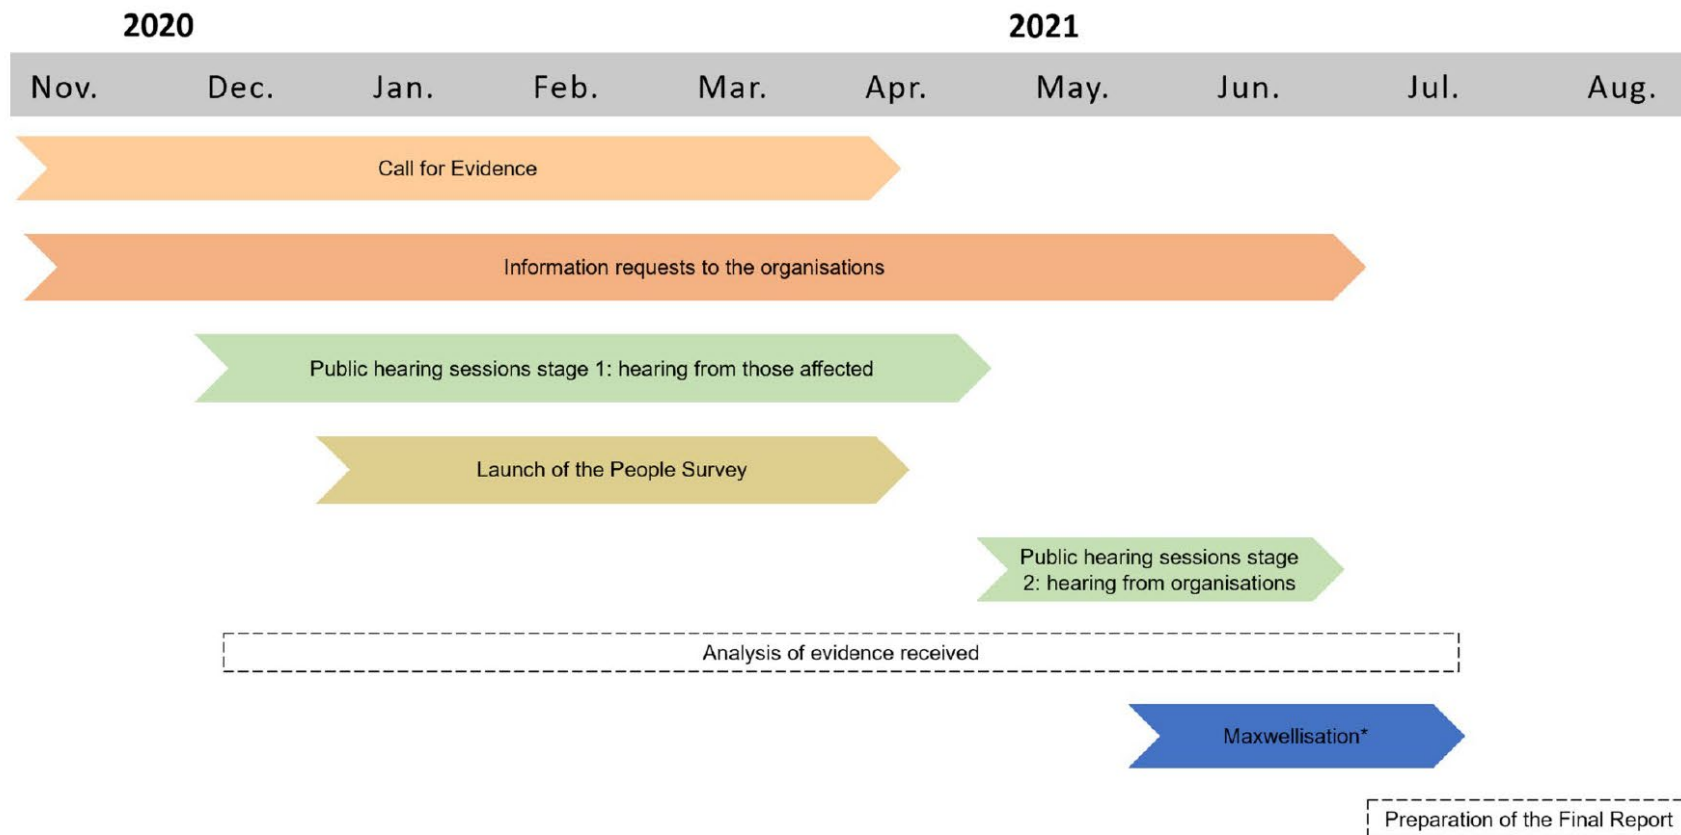 2020 2021
Nov. Dec. Jan. Feb. Mar. Apr. May. Jun. Jul. Aug.
Call for Evidence
Information requests to the organisations
Public hearing sessions stage 1: hearing from those affected
Launch of the People Survey
Public hearing sessions stage
2: hearing from organisations
Analysis of evidence received
Maxwellisation*
Preparation of the Final Report